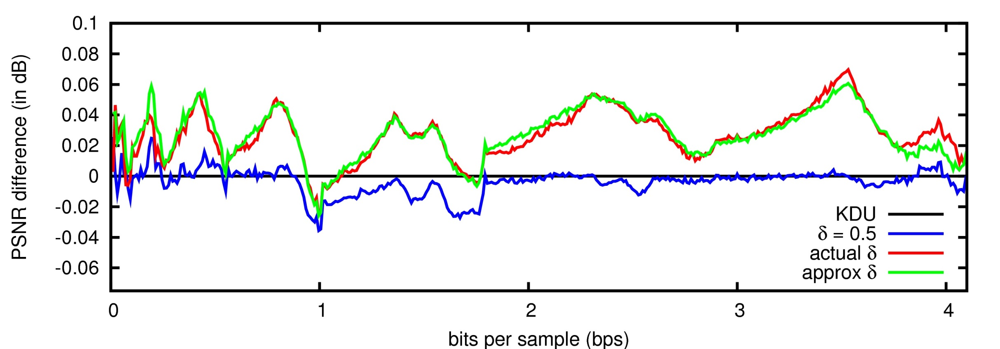 PSNR difference (in dB)
0.1
0.08
0.06
0.04
0.02
0
-0.02
-0.04
-0.06
KDU
δ = 0.5
actual δ
approx δ
0 1 2 3 4
bits per sample (bps)